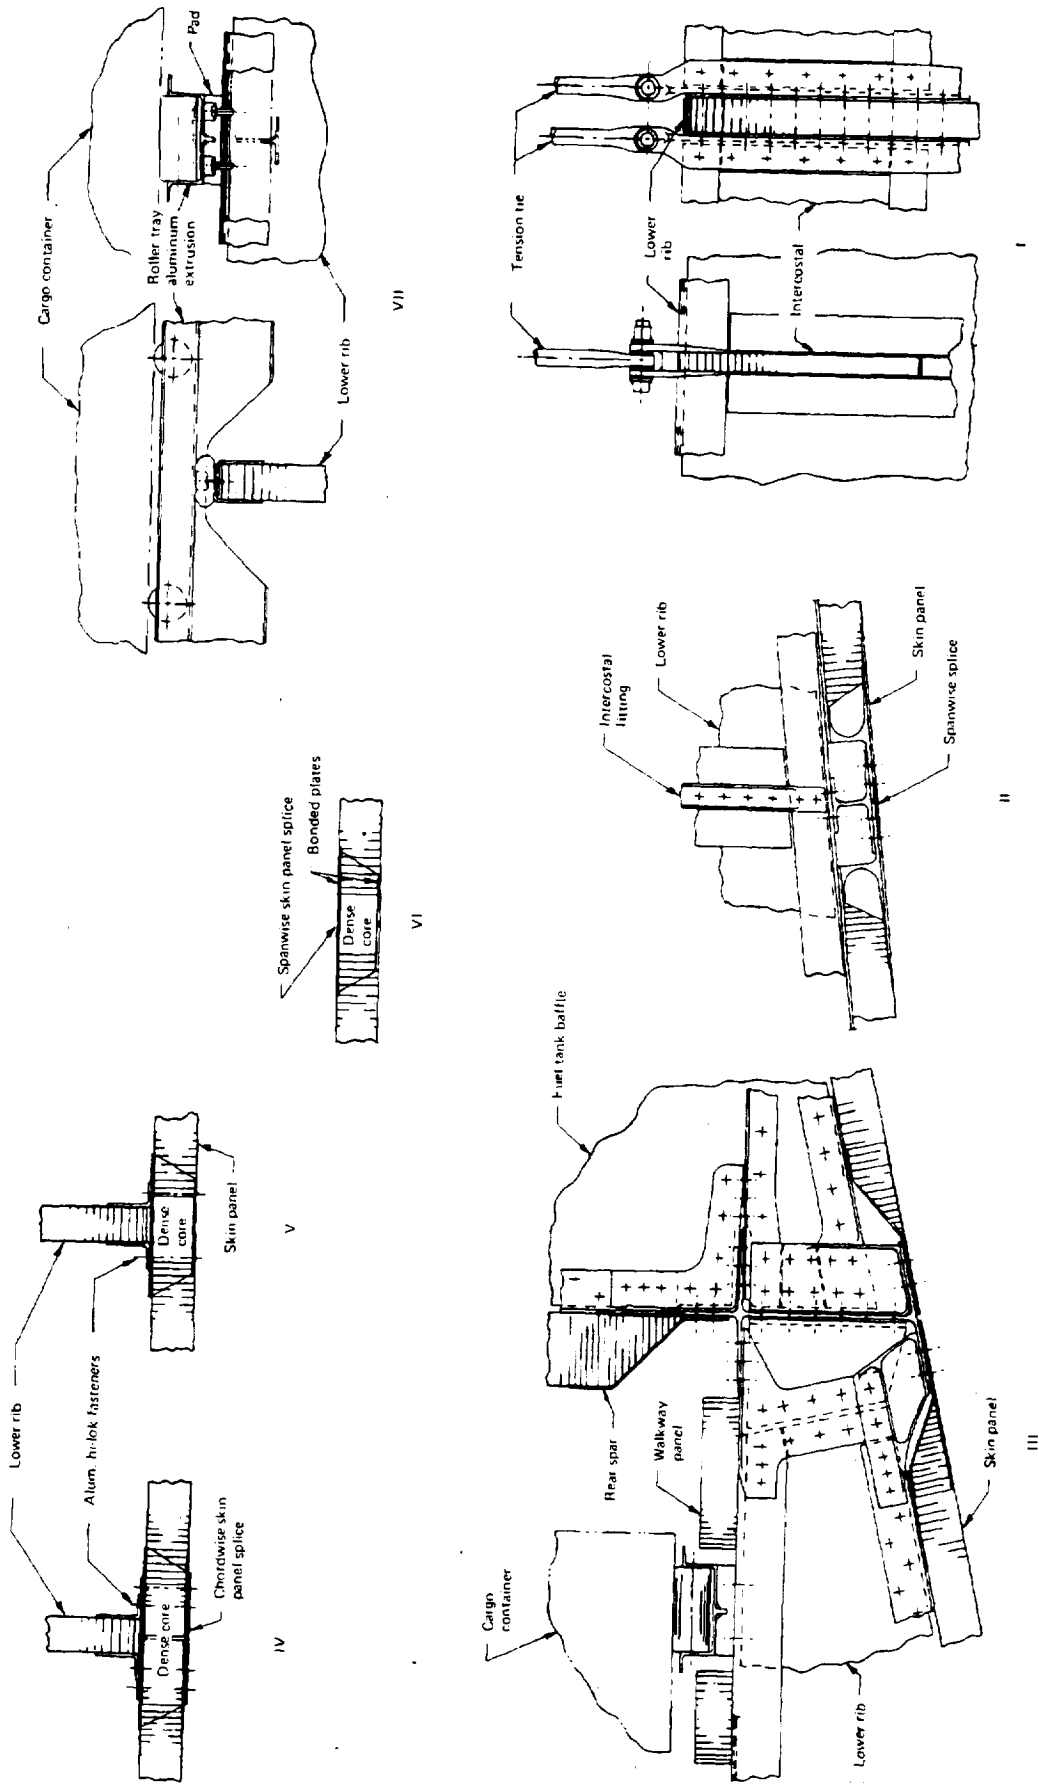 Lower rib
Alum. hi-lok fasteners
Dense core
Chordwise skin
panel splice
IV
Dense
core
Skin panel
V
Spanwise skin panel splice
Bonded plates
Dense
core
VI
Cargo container
Roller tray
aluminum
extrusion
Pad
Lower rib
VII
Cargo
container
Walkway
panel
Rear spar
Fuel tank baffle
Lower rib
Skin panel
III
Intercostal
fitting
Lower rib
Skin panel
Spanwise splice
II
Tension tie
Lower
rib
Intercostal
I